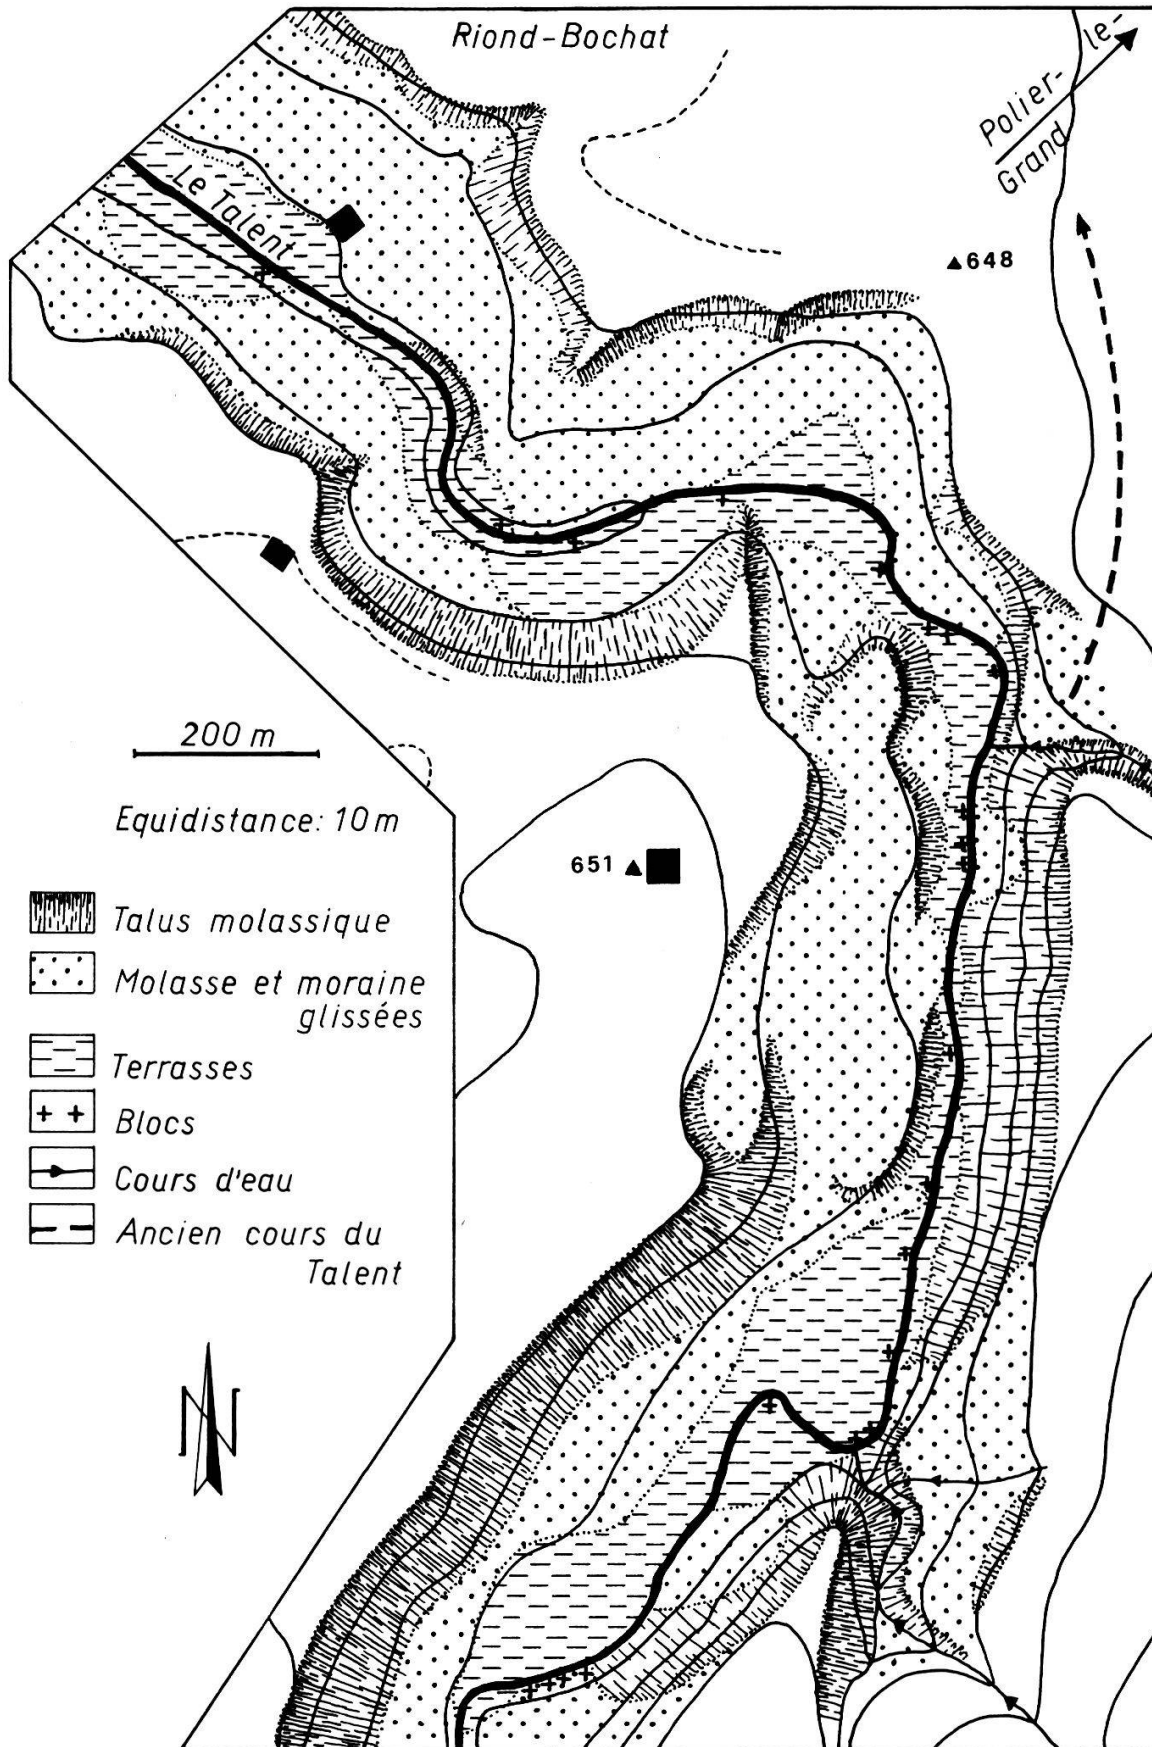 Riond-Bochat
Polier-le-
Grand
Le Talent
648
200 m
Equidistance: 10 m
651
Talus molassique
Molasse et moraine
glissées
Terrasses
Blocs
Cours d'eau
Ancien cours du
Talent
N